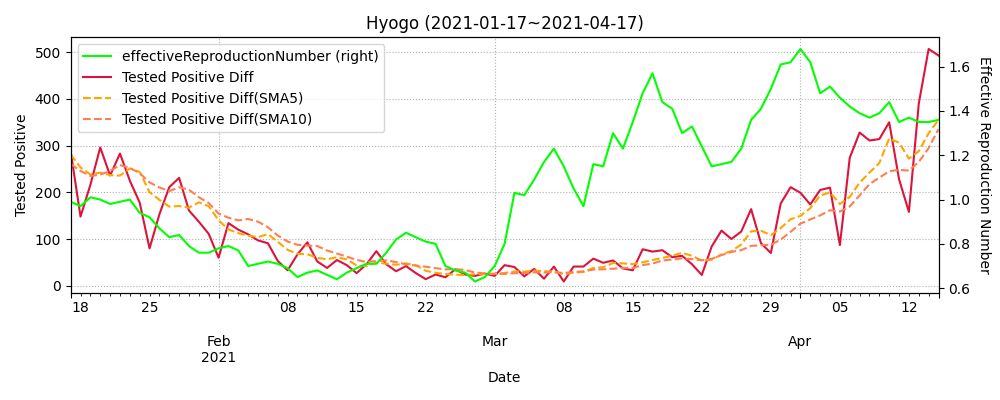 Hyogo (2021-01-17~2021-04-17)
effectiveReproductionNumber (right)
Tested Positive Diff
Tested Positive Diff(SMA5)
Tested Positive Diff(SMA10)
Tested Positive
500
400
300
200
100
0
Effective Reproduction Number
1.6
1.4
1.2
1.0
0.8
0.6
18 25 08 15 22 08 15 22 29 05 12
Feb Mar Apr
2021
Date